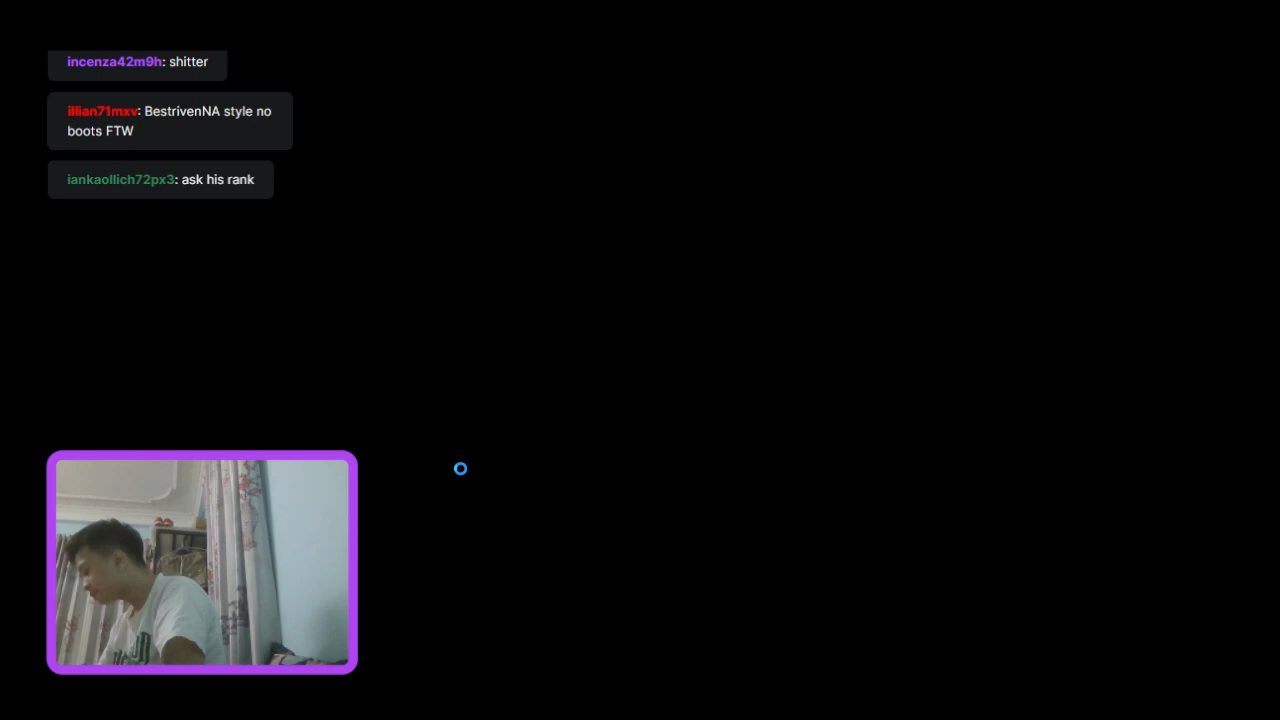 incenza42m9h: shitter
illian71mxv: BestrivenNA style no
boots FTW
iankaollich72px3: ask his rank